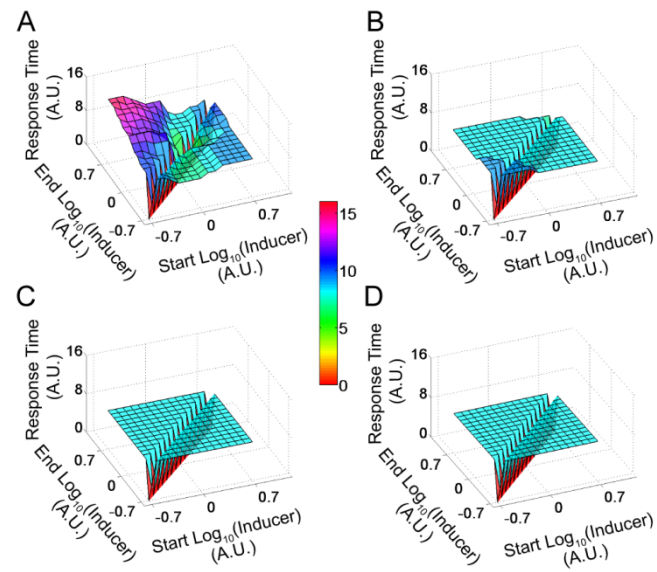 A
Response Time
(A.U.)
16
8
0
End Log₁₀(Inducer)
(A.U.)
0.7
0
-0.7
-0.7
0
0.7
Start Log₁₀(Inducer)
(A.U.)
B
Response Time
(A.U.)
16
8
0
End Log₁₀(Inducer)
(A.U.)
0.7
0
-0.7
-0.7
0
0.7
Start Log₁₀(Inducer)
(A.U.)
15
10
5
0
C
Response Time
(A.U.)
16
8
0
End Log₁₀(Inducer)
(A.U.)
0.7
0
-0.7
-0.7
0
0.7
Start Log₁₀(Inducer)
(A.U.)
D
Response Time
(A.U.)
16
8
0
End Log₁₀(Inducer)
(A.U.)
0.7
0
-0.7
-0.7
0
0.7
Start Log₁₀(Inducer)
(A.U.)